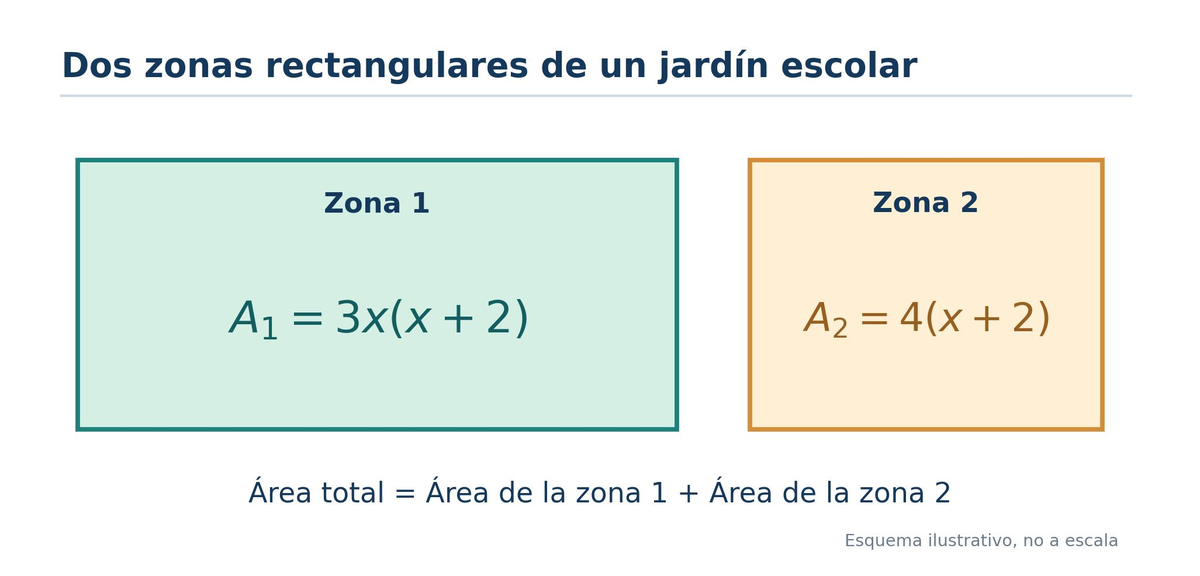 Dos zonas rectangulares de un jardín escolar
Zona 1
A₁ = 3x(x + 2)
Zona 2
A₂ = 4(x + 2)
Área total = Área de la zona 1 + Área de la zona 2
Esquema ilustrativo, no a escala